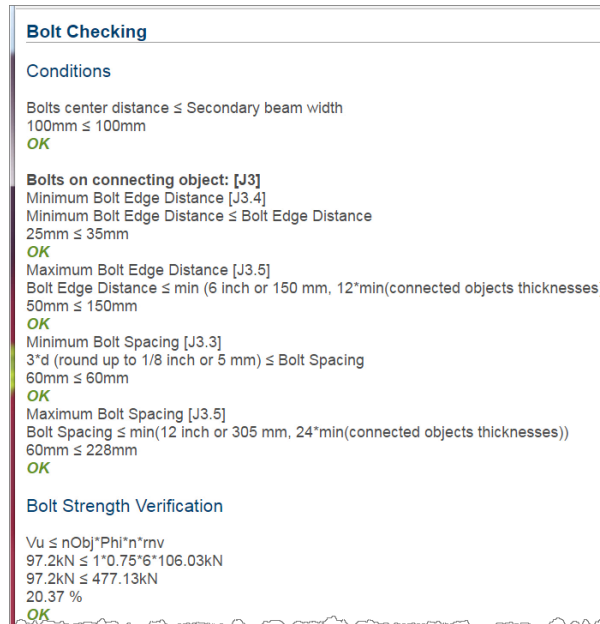 Bolt Checking
Conditions
Bolts center distance ≤ Secondary beam width
100mm ≤ 100mm
OK
Bolts on connecting object: [J3]
Minimum Bolt Edge Distance [J3.4]
Minimum Bolt Edge Distance ≤ Bolt Edge Distance
25mm ≤ 35mm
OK
Maximum Bolt Edge Distance [J3.5]
Bolt Edge Distance ≤ min (6 inch or 150 mm, 12*min(connected objects thicknesses
50mm ≤ 150mm
OK
Minimum Bolt Spacing [J3.3]
3*d (round up to 1/8 inch or 5 mm) ≤ Bolt Spacing
60mm ≤ 60mm
OK
Maximum Bolt Spacing [J3.5]
Bolt Spacing ≤ min(12 inch or 305 mm, 24*min(connected objects thicknesses))
60mm ≤ 228mm
OK
Bolt Strength Verification
Vu ≤ nObj*Phi*n*rnv
97.2kN ≤ 1*0.75*6*106.03kN
97.2kN ≤ 477.13kN
20.37 %
OK